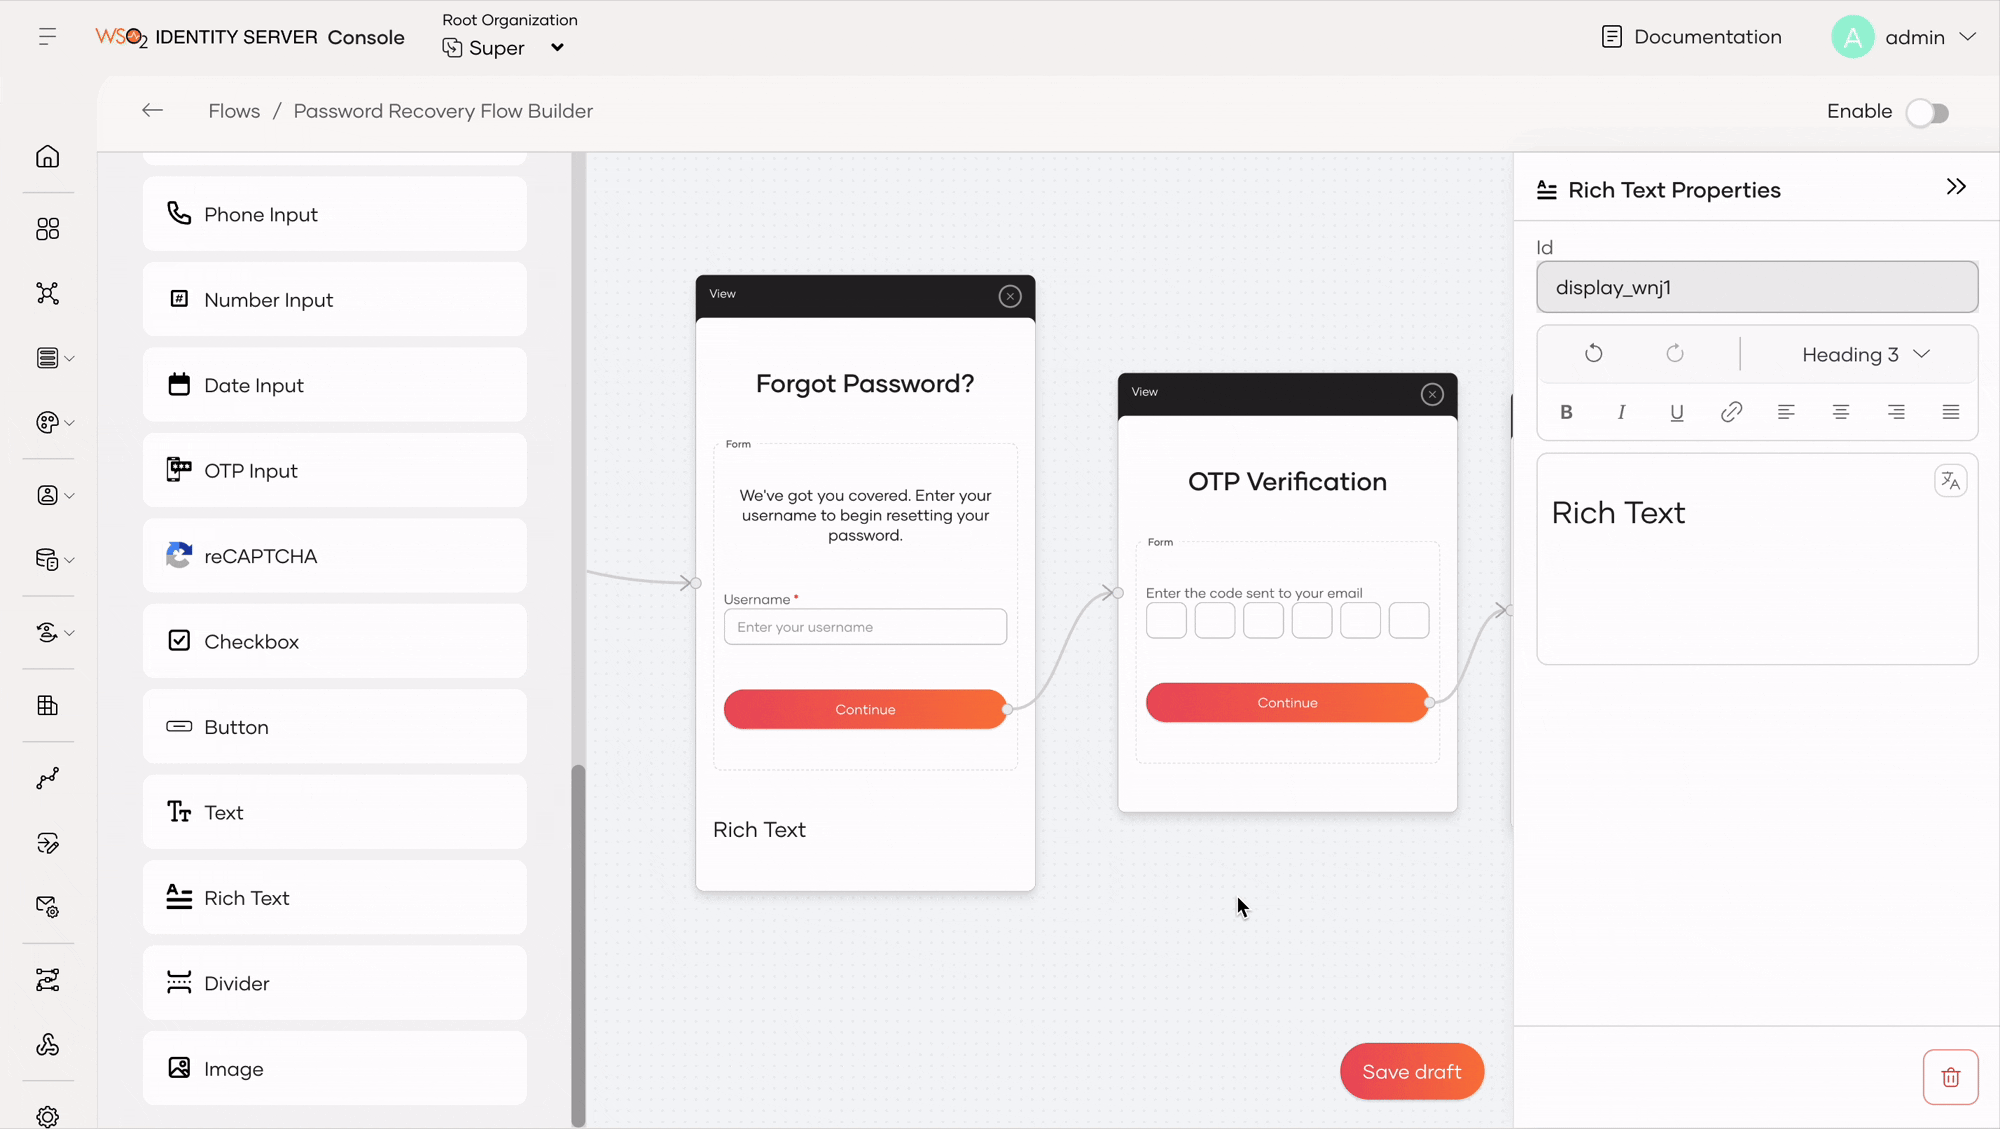 WSO2 IDENTITY SERVER Console
Root Organization
Super
Documentation
A
admin
Flows / Password Recovery Flow Builder
Enable
Phone Input
Number Input
Date Input
OTP Input
reCAPTCHA
Checkbox
Button
Text
Rich Text
Divider
Image
View
Forgot Password?
Form
We've got you covered. Enter your
username to begin resetting your
password.
Username *
Enter your username
Continue
Rich Text
View
OTP Verification
Form
Enter the code sent to your email
Continue
Save draft
Rich Text Properties
Id
display_wnj1
Heading 3
B I U
Rich Text